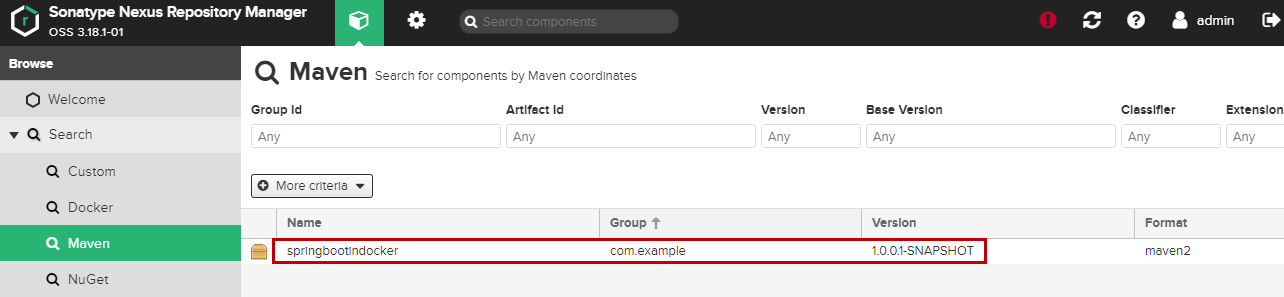 Sonatype Nexus Repository Manager
OSS 3.18.1-01
Search components
admin
Browse
Welcome
Search
Custom
Docker
Maven
NuGet
Maven Search for components by Maven coordinates
Group Id Artifact Id Version Base Version Classifier Extension
Any Any Any Any Any Any
More criteria
Name Group Version Format
springbootindocker com.example 1.0.0.1-SNAPSHOT maven2